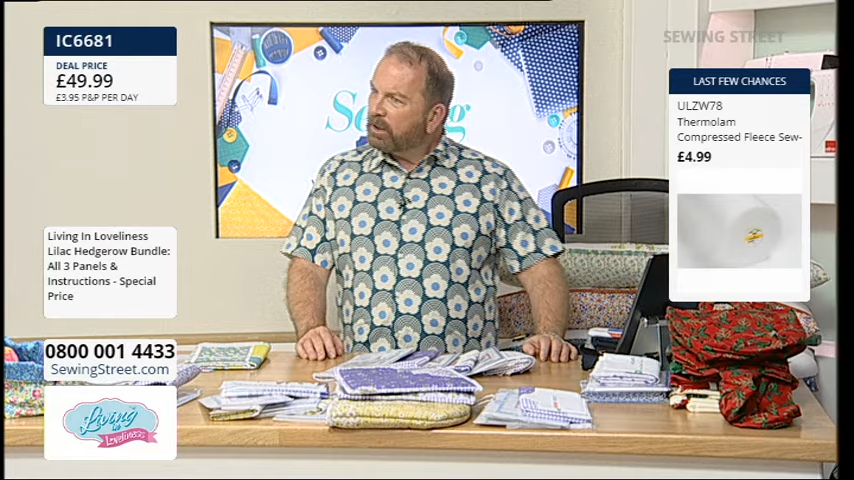 IC6681
DEAL PRICE
£49.99
£3.95 P&P PER DAY
Living In Loveliness
Lilac Hedgerow Bundle:
All 3 Panels &
Instructions - Special
Price
0800 001 4433
SewingStreet.com
Living
in
Loveliness
Sewing
SEWING STREET
LAST FEW CHANCES
ULZW78
Thermolam
Compressed Fleece Sew-
£4.99